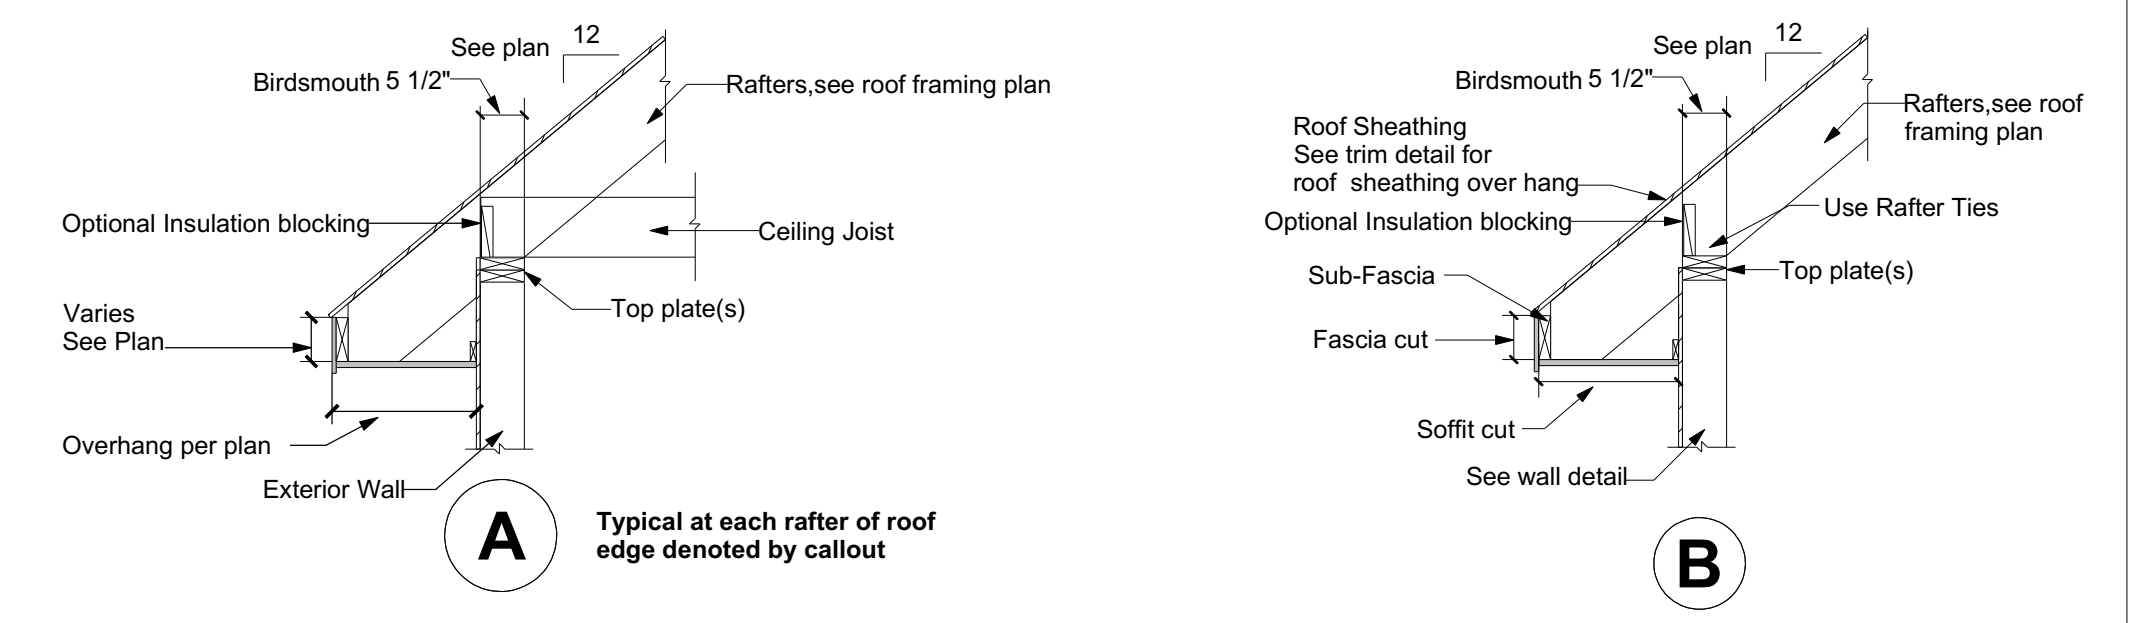 See plan
12
Birdsmouth 5 1/2"
Rafters,see roof framing plan
Optional Insulation blocking
Ceiling Joist
Varies
See Plan
Top plate(s)
Overhang per plan
Exterior Wall
A
Typical at each rafter of roof
edge denoted by callout
See plan
12
Birdsmouth 5 1/2"
Rafters,see roof
framing plan
Roof Sheathing
See trim detail for
roof sheathing over hang
Optional Insulation blocking
Use Rafter Ties
Sub-Fascia
Top plate(s)
Fascia cut
Soffit cut
See wall detail
B